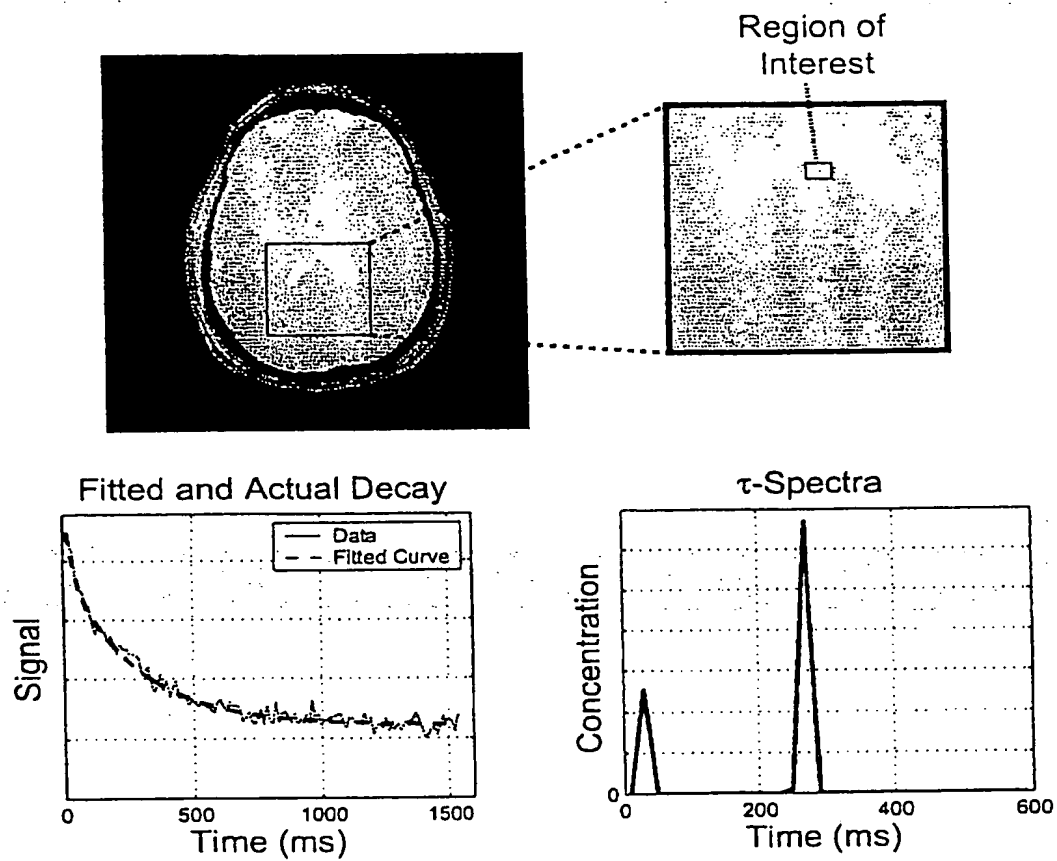 Region of
Interest
Fitted and Actual Decay
Data
Fitted Curve
Signal
0 500 1000 1500
Time (ms)
τ-Spectra
Concentration
0
0 200 400 600
Time (ms)